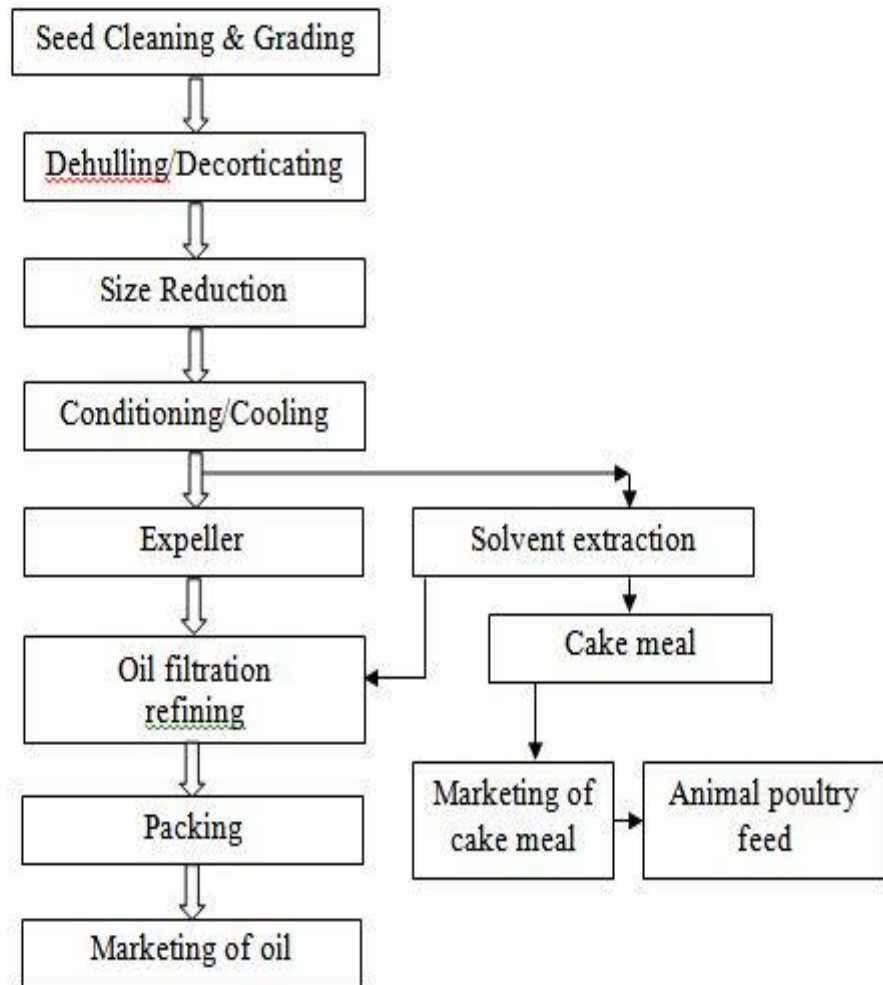 Seed Cleaning & Grading
Dehulling/Decorticating
Size Reduction
Conditioning/Cooling
Expeller
Solvent extraction
Oil filtration
refining
Cake meal
Packing
Marketing of
cake meal
Animal poultry
feed
Marketing of oil